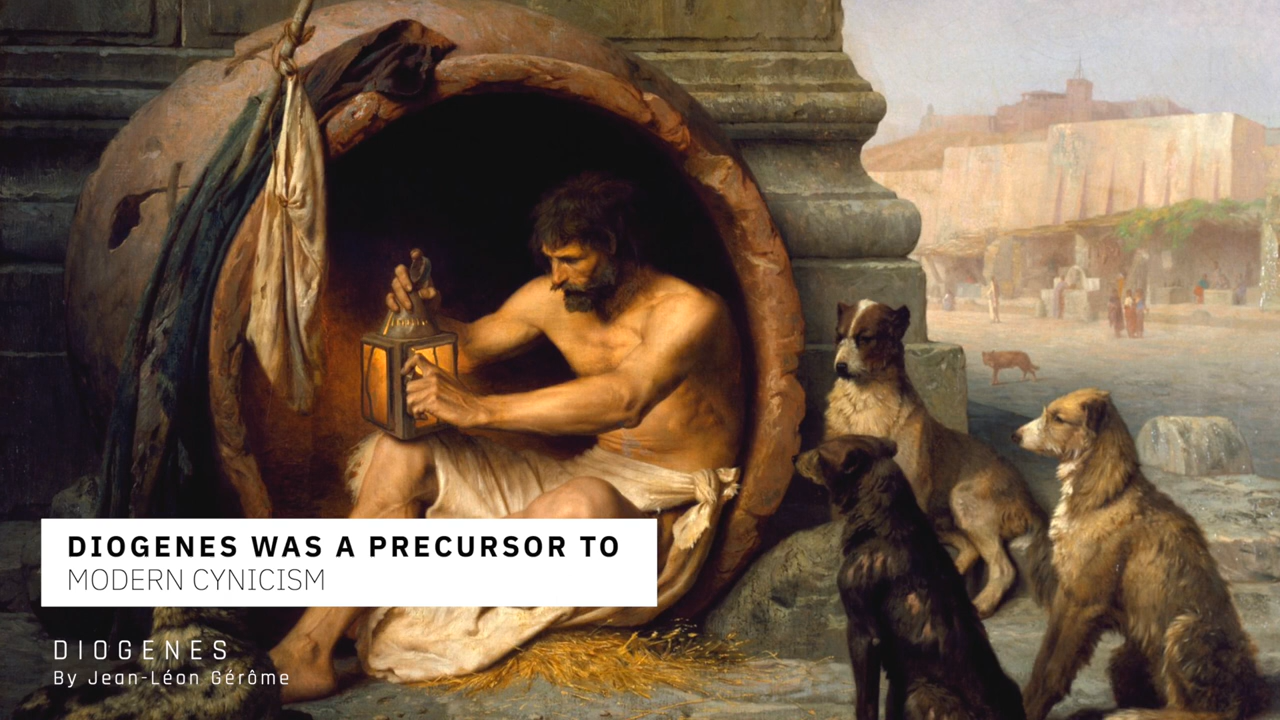 DIOGENES WAS A PRECURSOR TO
MODERN CYNICISM
DIOGENES
By Jean-Léon Gérôme